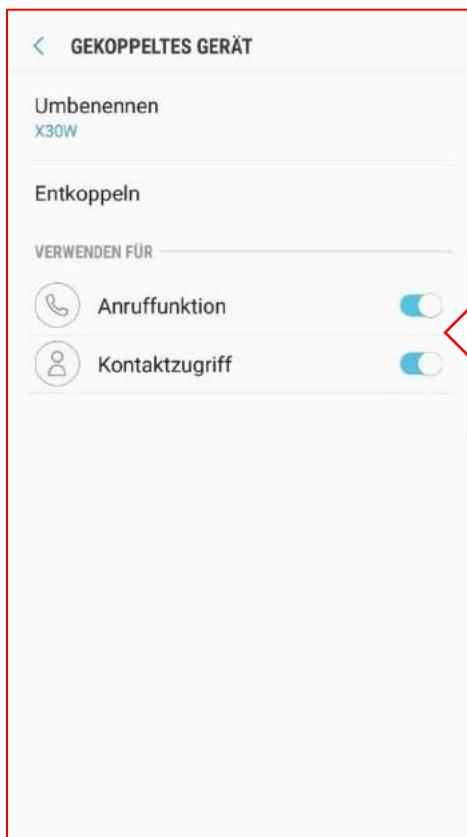 GEKOPPELTES GERÄT
Umbenennen
X30W
Entkoppeln
VERWENDEN FÜR
Anruffunktion
Kontaktzugriff